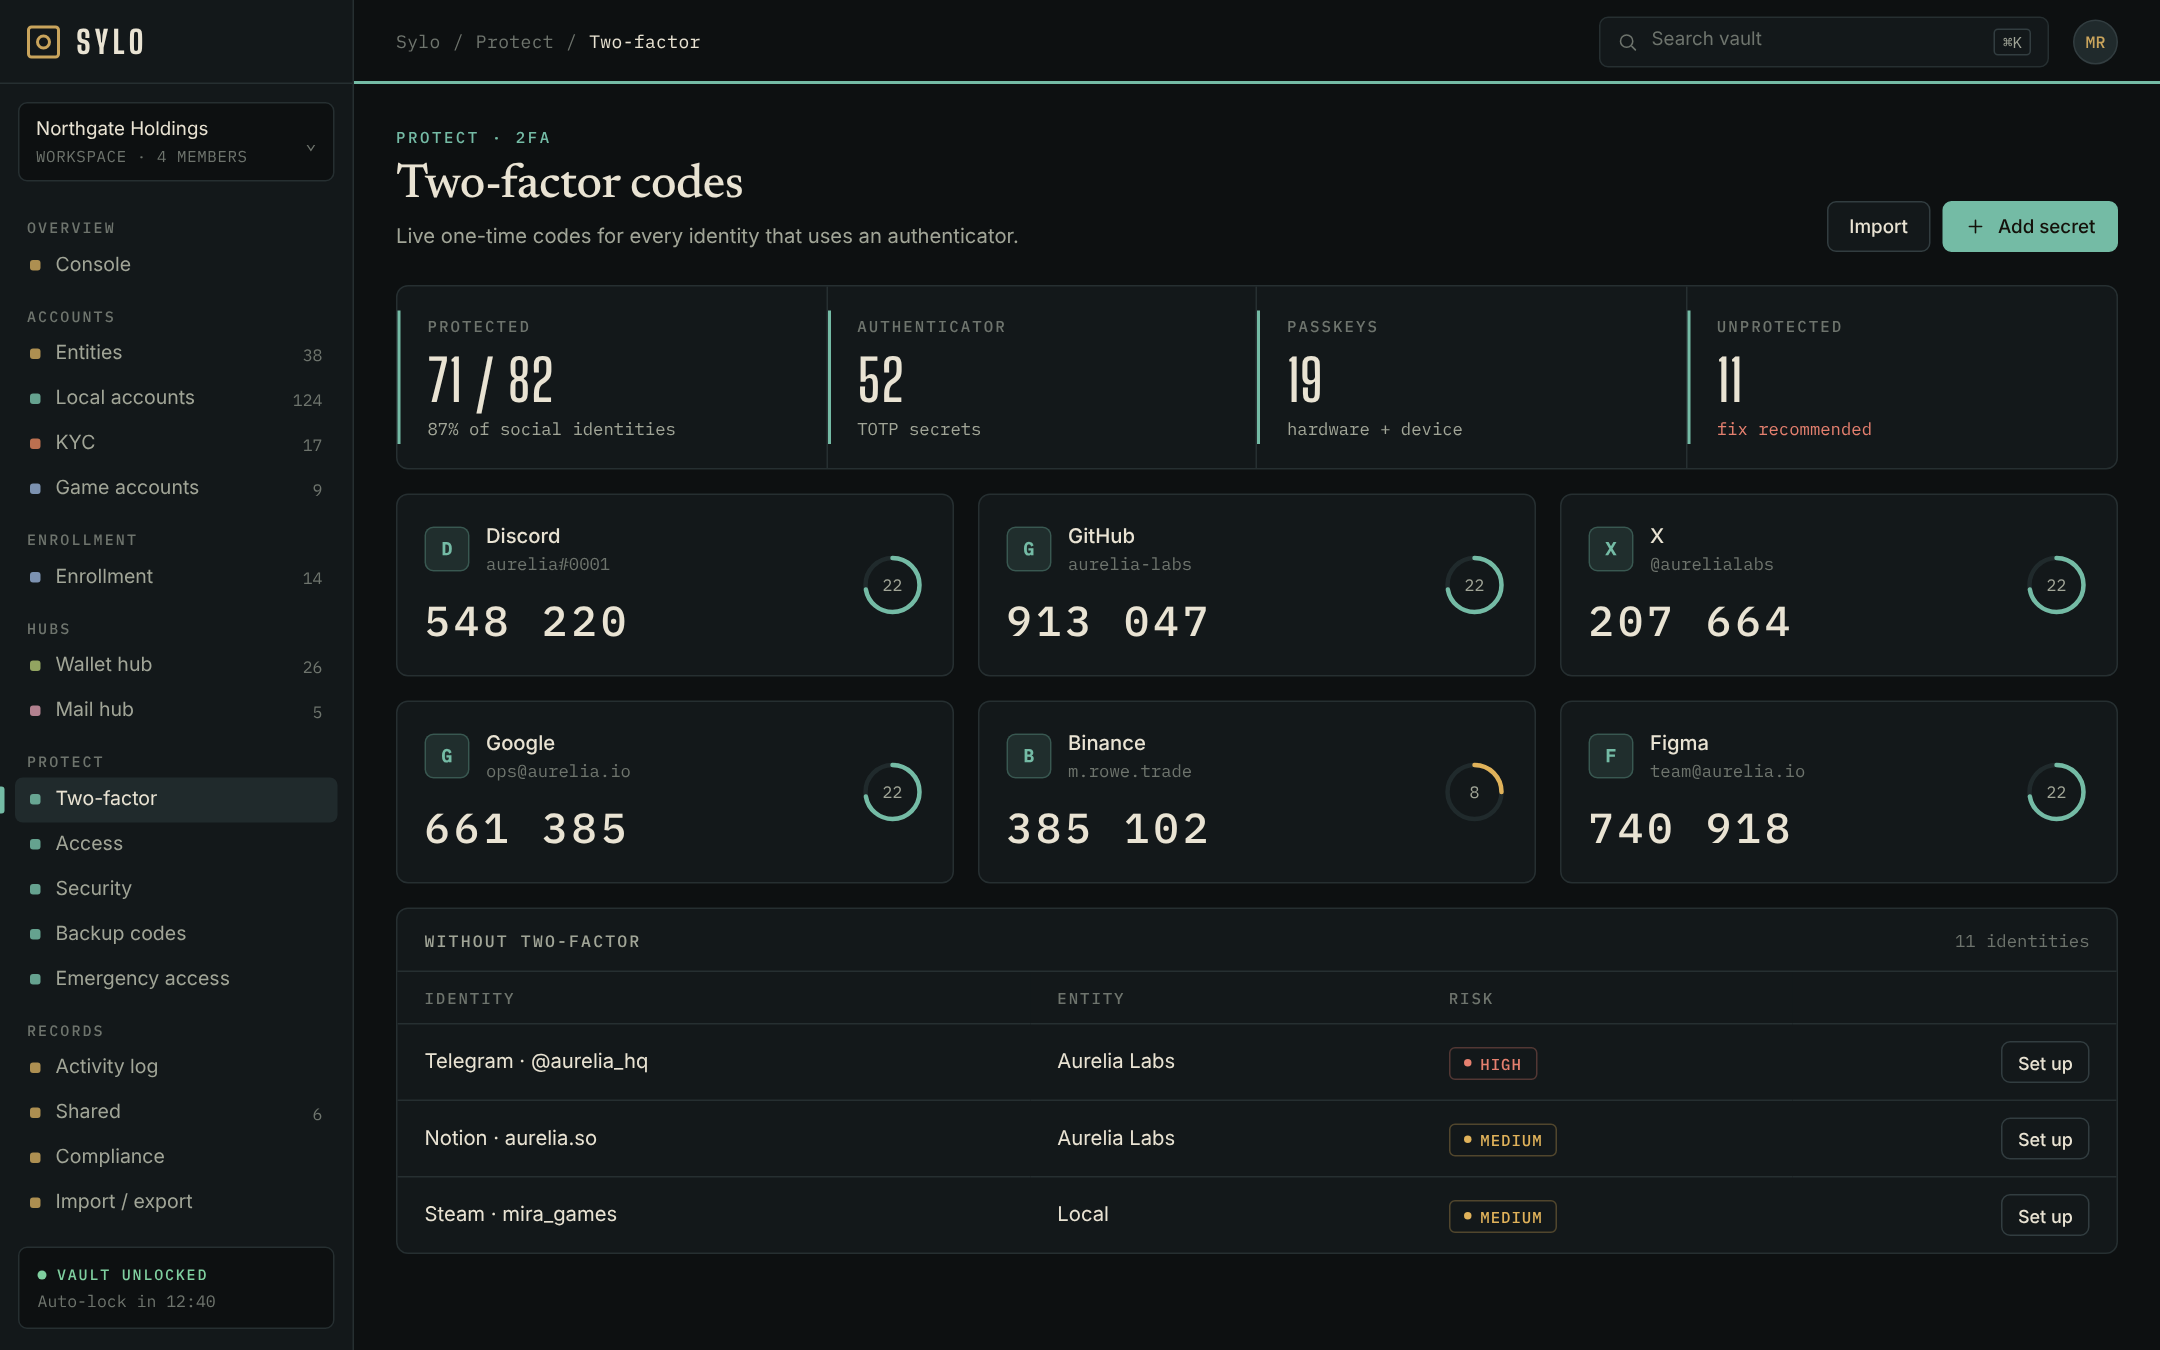 SYLO
Sylo / Protect / Two-factor
Search vault
⌘K
MR
Northgate Holdings
WORKSPACE · 4 MEMBERS
OVERVIEW
Console
ACCOUNTS
Entities 38
Local accounts 124
KYC 17
Game accounts 9
ENROLLMENT
Enrollment 14
HUBS
Wallet hub 26
Mail hub 5
PROTECT
Two-factor
Access
Security
Backup codes
Emergency access
RECORDS
Activity log
Shared 6
Compliance
Import / export
VAULT UNLOCKED
Auto-lock in 12:40
PROTECT · 2FA
Two-factor codes
Live one-time codes for every identity that uses an authenticator.
Import
+ Add secret
PROTECTED
71 / 82
87% of social identities
AUTHENTICATOR
52
TOTP secrets
PASSKEYS
19
hardware + device
UNPROTECTED
11
fix recommended
D
Discord
aurelia#0001
548 220
22
G
GitHub
aurelia-labs
913 047
22
X
X
@aurelialabs
207 664
22
G
Google
ops@aurelia.io
661 385
22
B
Binance
m.rowe.trade
385 102
8
F
Figma
team@aurelia.io
740 918
22
WITHOUT TWO-FACTOR 11 identities
IDENTITY ENTITY RISK
Telegram · @aurelia_hq Aurelia Labs HIGH Set up
Notion · aurelia.so Aurelia Labs MEDIUM Set up
Steam · mira_games Local MEDIUM Set up